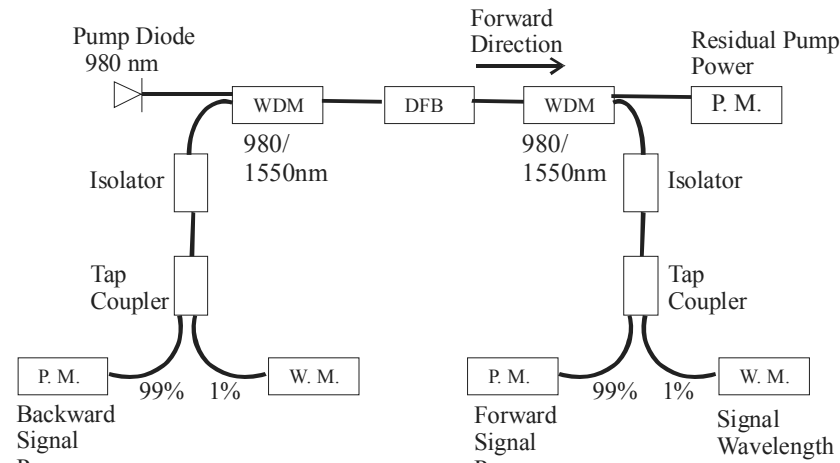 Pump Diode
980 nm
Forward
Direction
Residual Pump
Power
WDM
DFB
WDM
P. M.
980/
1550nm
980/
1550nm
Isolator
Isolator
Tap
Coupler
Tap
Coupler
P. M.
99%
1%
W. M.
P. M.
99%
1%
W. M.
Backward
Signal
Forward
Signal
Signal
Wavelength